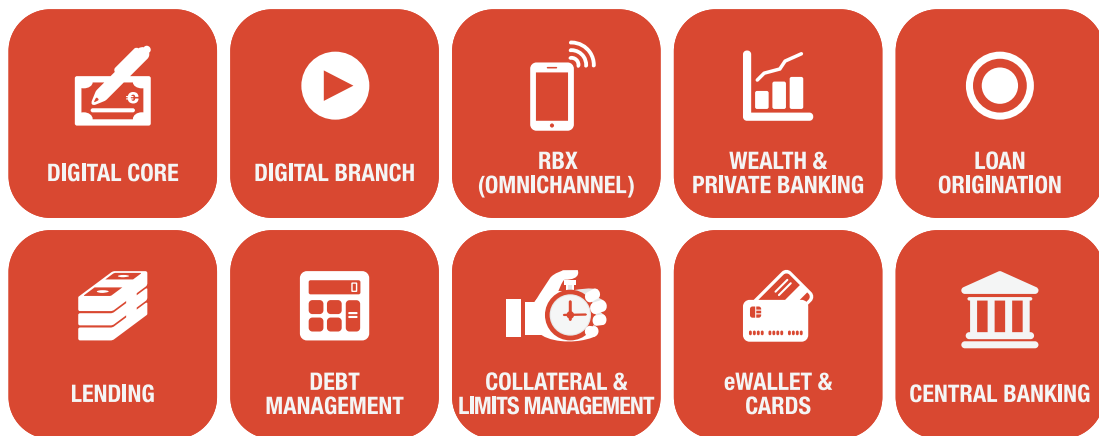 DIGITAL CORE
DIGITAL BRANCH
RBX
(OMNICHANNEL)
WEALTH &
PRIVATE BANKING
LOAN
ORIGINATION
LENDING
DEBT
MANAGEMENT
COLLATERAL &
LIMITS MANAGEMENT
eWALLET &
CARDS
CENTRAL BANKING